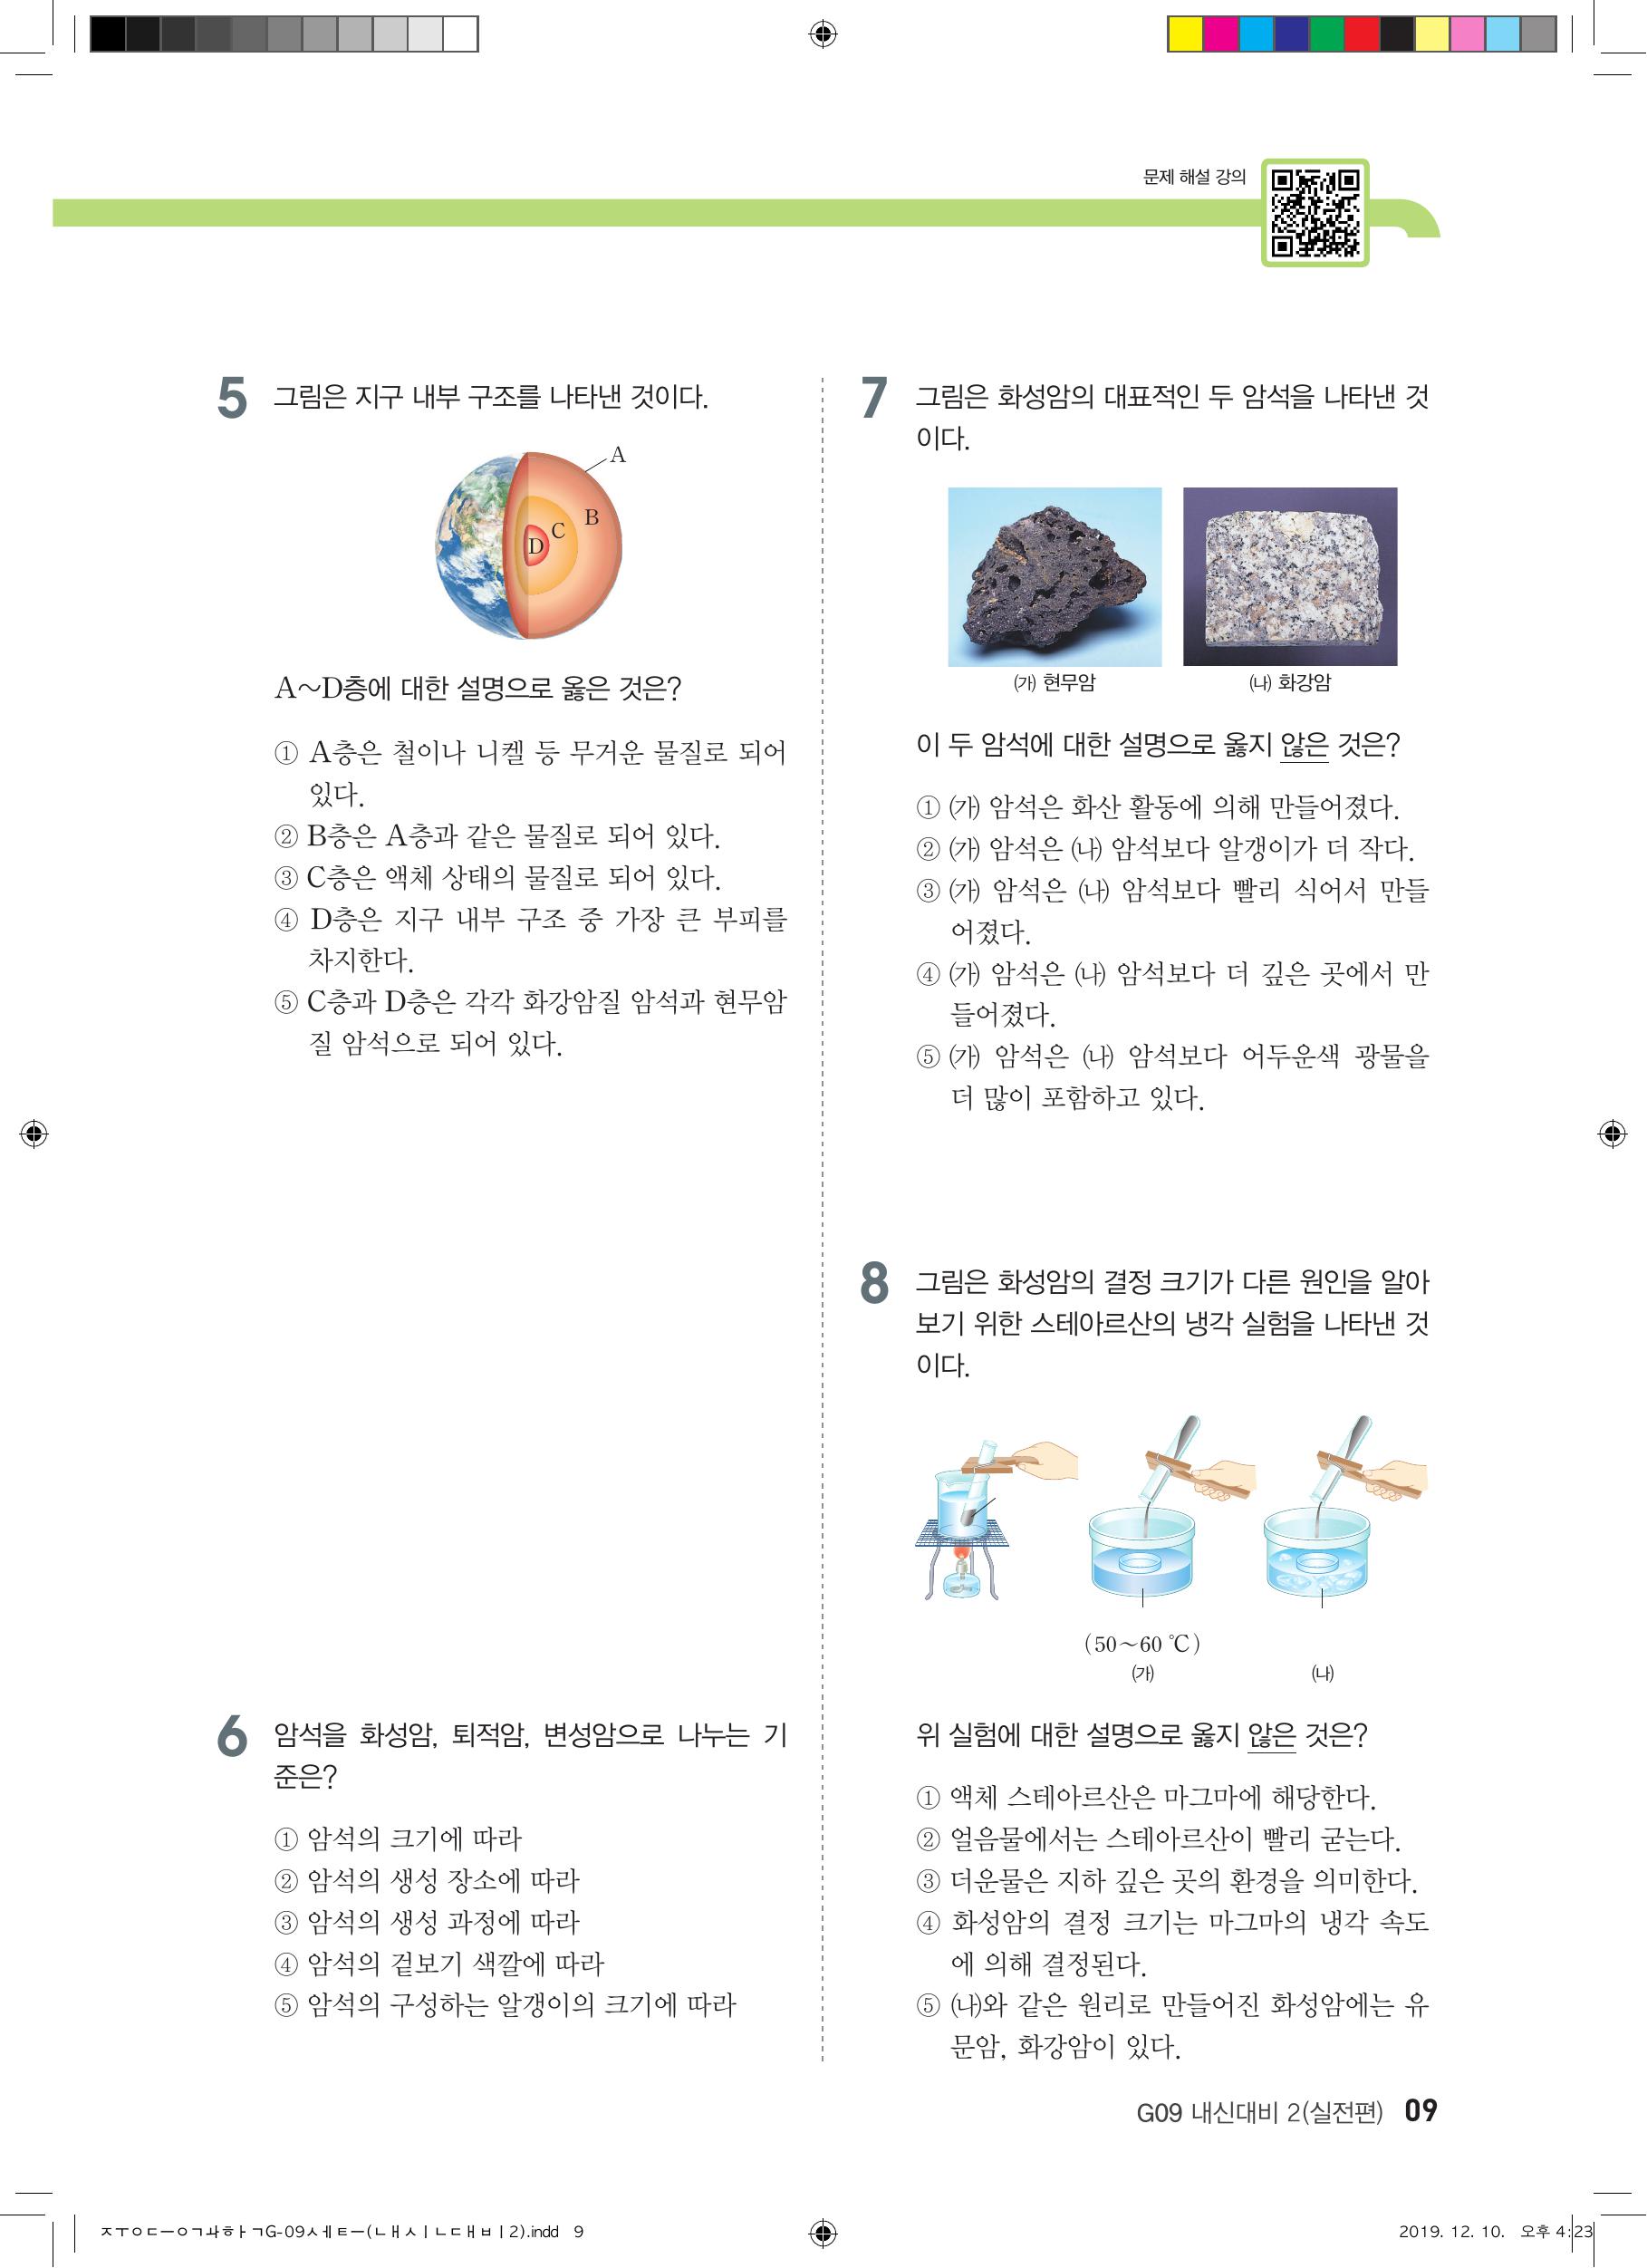 문제 해설 강의
5 그림은 지구 내부 구조를 나타낸 것이다.
A
B
C
D
A~D층에 대한 설명으로 옳은 것은?
① A층은 철이나 니켈 등 무거운 물질로 되어
있다.
② B층은 A층과 같은 물질로 되어 있다.
③ C층은 액체 상태의 물질로 되어 있다.
④ D층은 지구 내부 구조 중 가장 큰 부피를
차지한다.
⑤ C층과 D층은 각각 화강암질 암석과 현무암
질 암석으로 되어 있다.
6 암석을 화성암, 퇴적암, 변성암으로 나누는 기
준은?
① 암석의 크기에 따라
② 암석의 생성 장소에 따라
③ 암석의 생성 과정에 따라
④ 암석의 겉보기 색깔에 따라
⑤ 암석의 구성하는 알갱이의 크기에 따라
7 그림은 화성암의 대표적인 두 암석을 나타낸 것
이다.
㈎ 현무암
㈏ 화강암
이 두 암석에 대한 설명으로 옳지 않은 것은?
① ㈎ 암석은 화산 활동에 의해 만들어졌다.
② ㈎ 암석은 ㈏ 암석보다 알갱이가 더 작다.
③ ㈎ 암석은 ㈏ 암석보다 빨리 식어서 만들
어졌다.
④ ㈎ 암석은 ㈏ 암석보다 더 깊은 곳에서 만
들어졌다.
⑤ ㈎ 암석은 ㈏ 암석보다 어두운색 광물을
더 많이 포함하고 있다.
8 그림은 화성암의 결정 크기가 다른 원인을 알아
보기 위한 스테아르산의 냉각 실험을 나타낸 것
이다.
(50~60 ℃)
㈎
㈏
위 실험에 대한 설명으로 옳지 않은 것은?
① 액체 스테아르산은 마그마에 해당한다.
② 얼음물에서는 스테아르산이 빨리 굳는다.
③ 더운물은 지하 깊은 곳의 환경을 의미한다.
④ 화성암의 결정 크기는 마그마의 냉각 속도
에 의해 결정된다.
⑤ ㈏와 같은 원리로 만들어진 화성암에는 유
문암, 화강암이 있다.
G09 내신대비 2(실전편) 09
ㅈㅜㅇㄷㅡㅇㄱㅘㅎㅏㄱG-09ㅅㅔㅌㅡ(ㄴㅐㅅㅣㄴㄷㅐㅂㅣ2).indd 9
2019. 12. 10. 오후 4:23